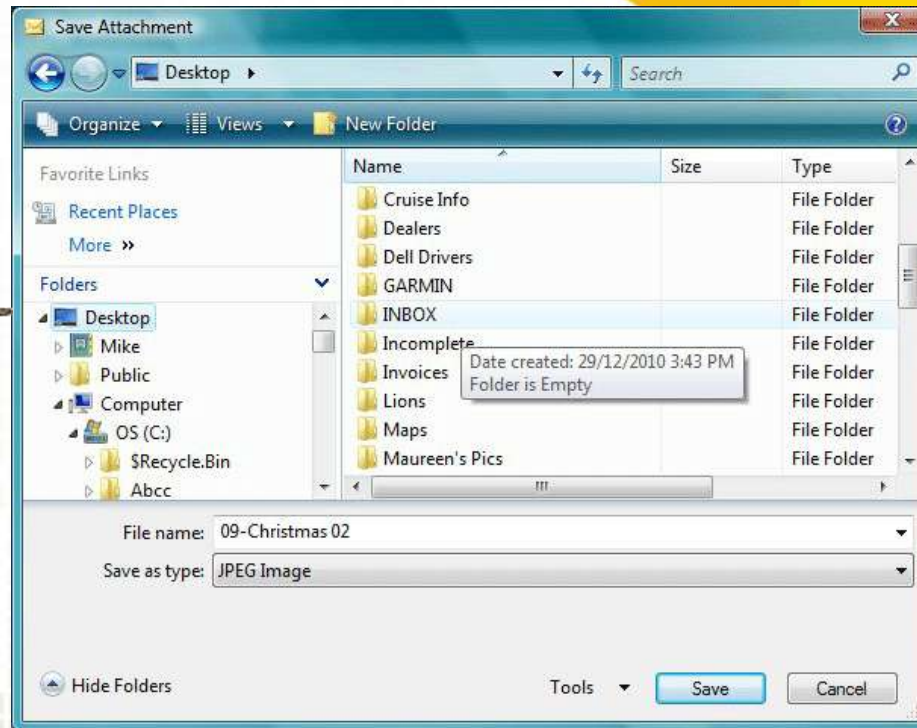 Save Attachment
X
Desktop
Search
Organize Views New Folder ?
Favorite Links
Recent Places
More »
Folders
Desktop
Mike
Public
Computer
OS (C:)
$Recycle.Bin
Abcc
Name Size Type
Cruise Info File Folder
Dealers File Folder
Dell Drivers File Folder
GARMIN File Folder
INBOX File Folder
Incomplete File Folder
Date created: 29/12/2010 3:43 PM
Folder is Empty
Invoices File Folder
Lions File Folder
Maps File Folder
Maureen's Pics File Folder
File name: 09-Christmas 02
Save as type: JPEG Image
Hide Folders Tools Save Cancel